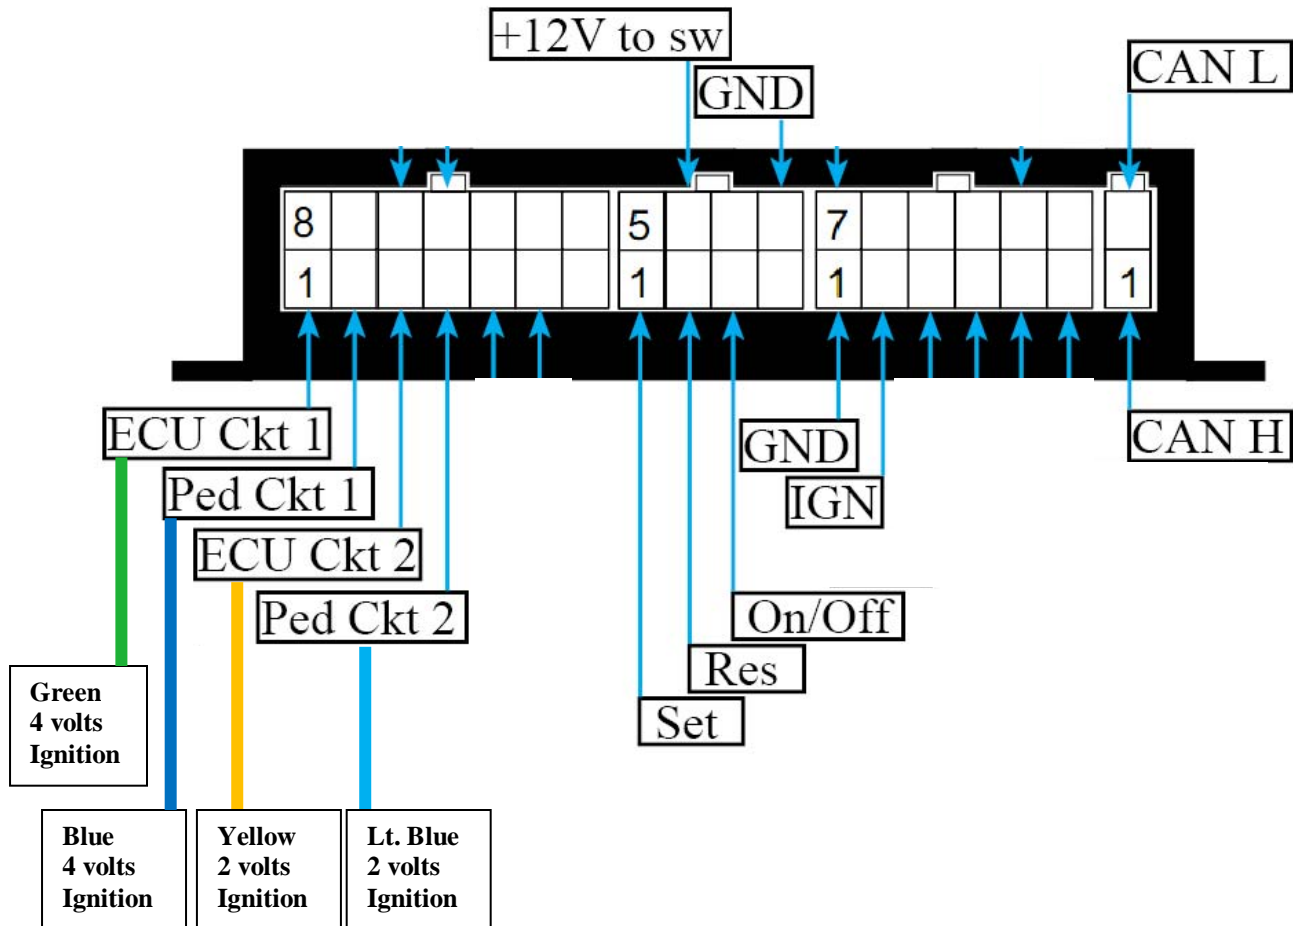 +12V to sw
GND
CAN L
8
5
7
1
1
1
1
ECU Ckt 1
Ped Ckt 1
ECU Ckt 2
Ped Ckt 2
GND
IGN
CAN H
On/Off
Res
Set
Green
4 volts
Ignition
Blue
4 volts
Ignition
Yellow
2 volts
Ignition
Lt. Blue
2 volts
Ignition